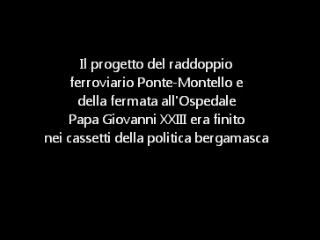 Il progetto del raddoppio
ferroviario Ponte-Montello e
della fermata all'Ospedale
Papa Giovanni XXIII era finito
nei cassetti della politica bergamasca